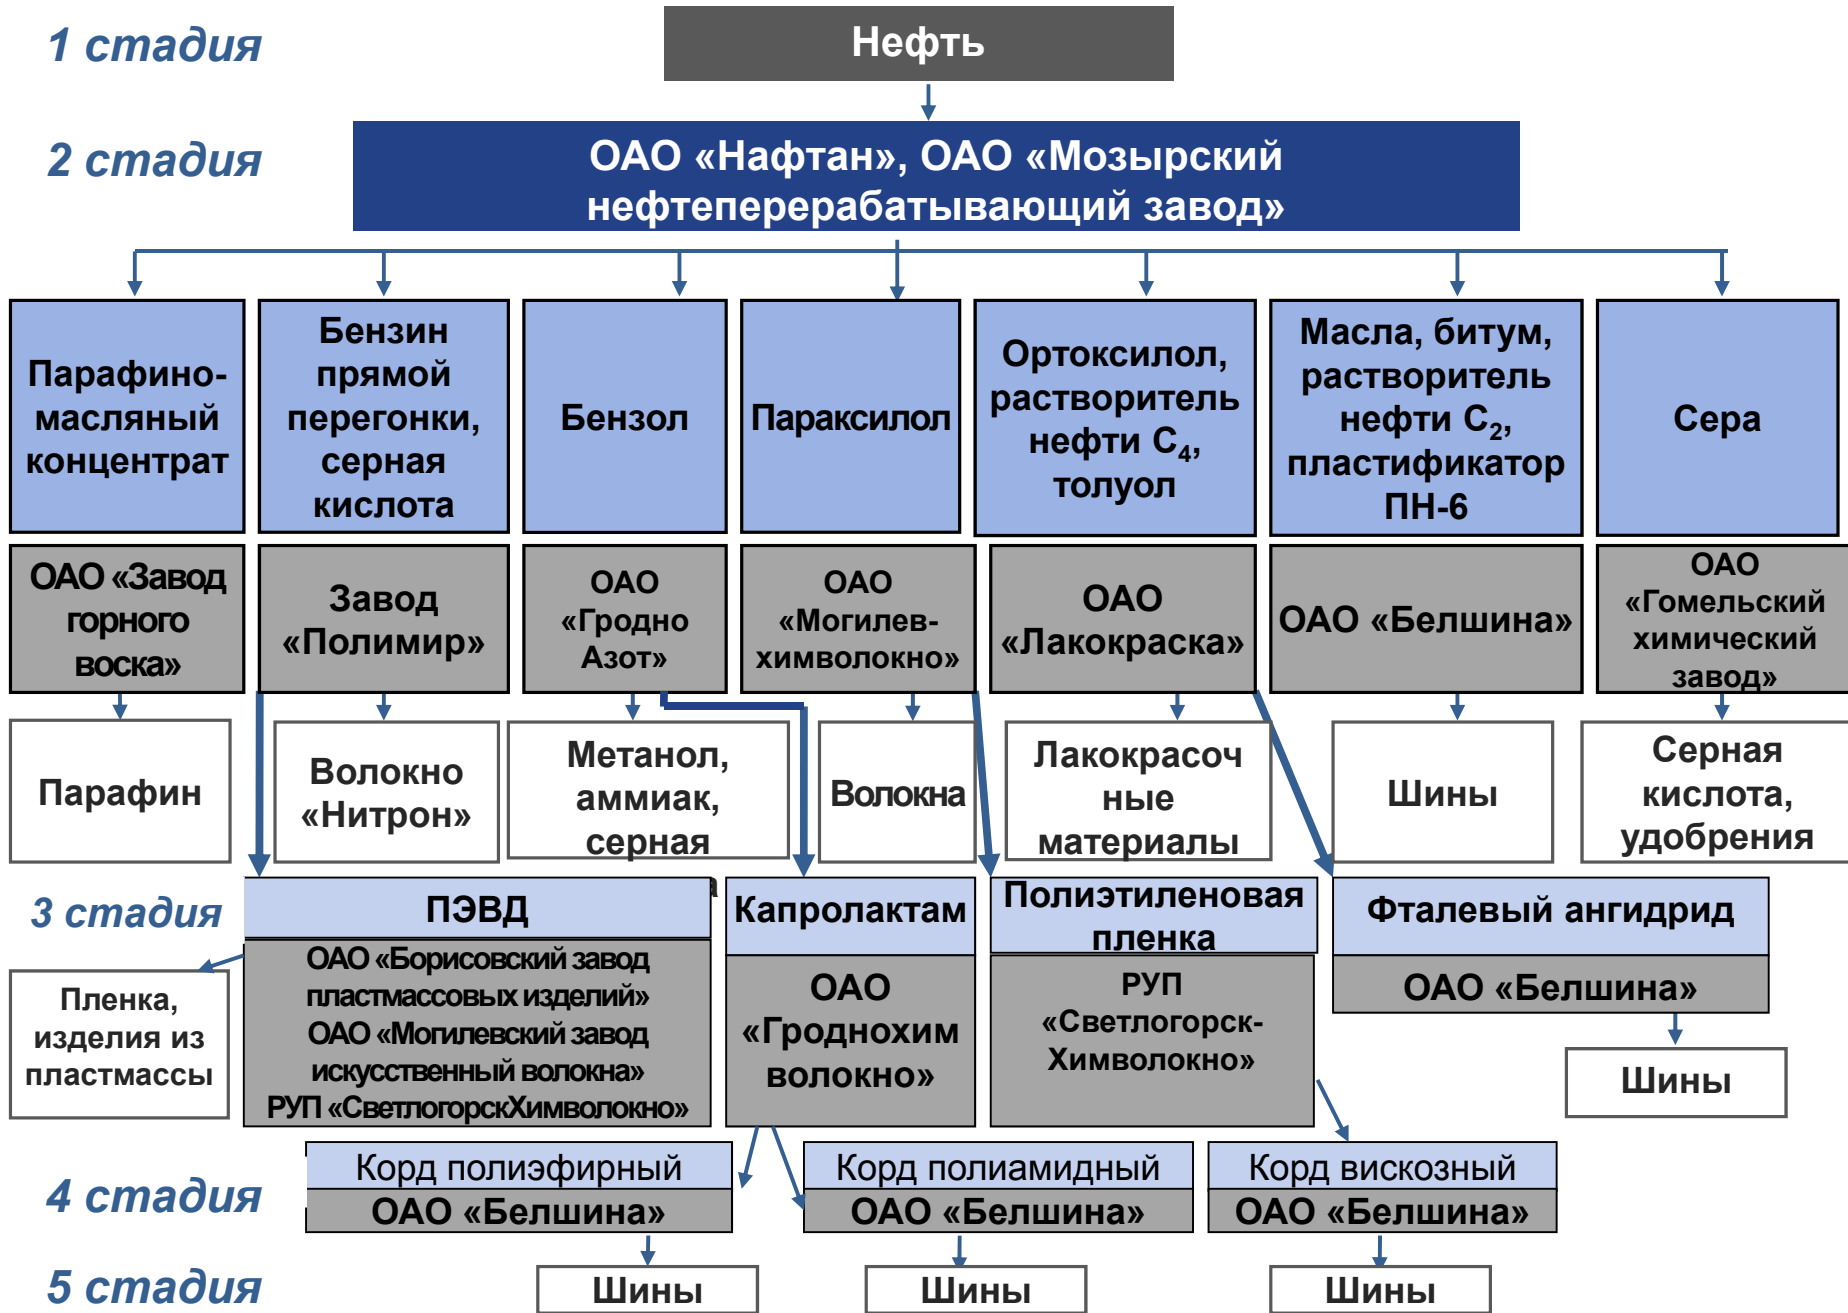 1 стадия
Нефть
2 стадия
ОАО «Нафтан», ОАО «Мозырский
нефтеперерабатывающий завод»
Парафино-
масляный
концентрат
Бензин
прямой
перегонки,
серная
кислота
Бензол
Параксилол
Ортоксилол,
растворитель
нефти С4,
толуол
Масла, битум,
растворитель
нефти С2,
пластификатор
ПН-6
Сера
ОАО «Завод
горного
воска»
Завод
«Полимир»
ОАО
«Гродно
Азот»
ОАО
«Могилев-
химволокно»
ОАО
«Лакокраска»
ОАО «Белшина»
ОАО
«Гомельский
химический
завод»
Парафин
Волокно
«Нитрон»
Метанол,
аммиак,
серная
Волокна
Лакокрасоч
ные
материалы
Шины
Серная
кислота,
удобрения
3 стадия
ПЭВД
Капролактам
Полиэтиленовая
пленка
Фталевый ангидрид
Пленка,
изделия из
пластмассы
ОАО «Борисовский завод
пластмассовых изделий»
ОАО «Могилевский завод
искусственный волокна»
РУП «СветлогорскХимволокно»
ОАО
«Гроднохим
волокно»
РУП
«Светлогорск-
Химволокно»
ОАО «Белшина»
Шины
4 стадия
Корд полиэфирный
ОАО «Белшина»
Корд полиамидный
ОАО «Белшина»
Корд вискозный
ОАО «Белшина»
5 стадия
Шины
Шины
Шины